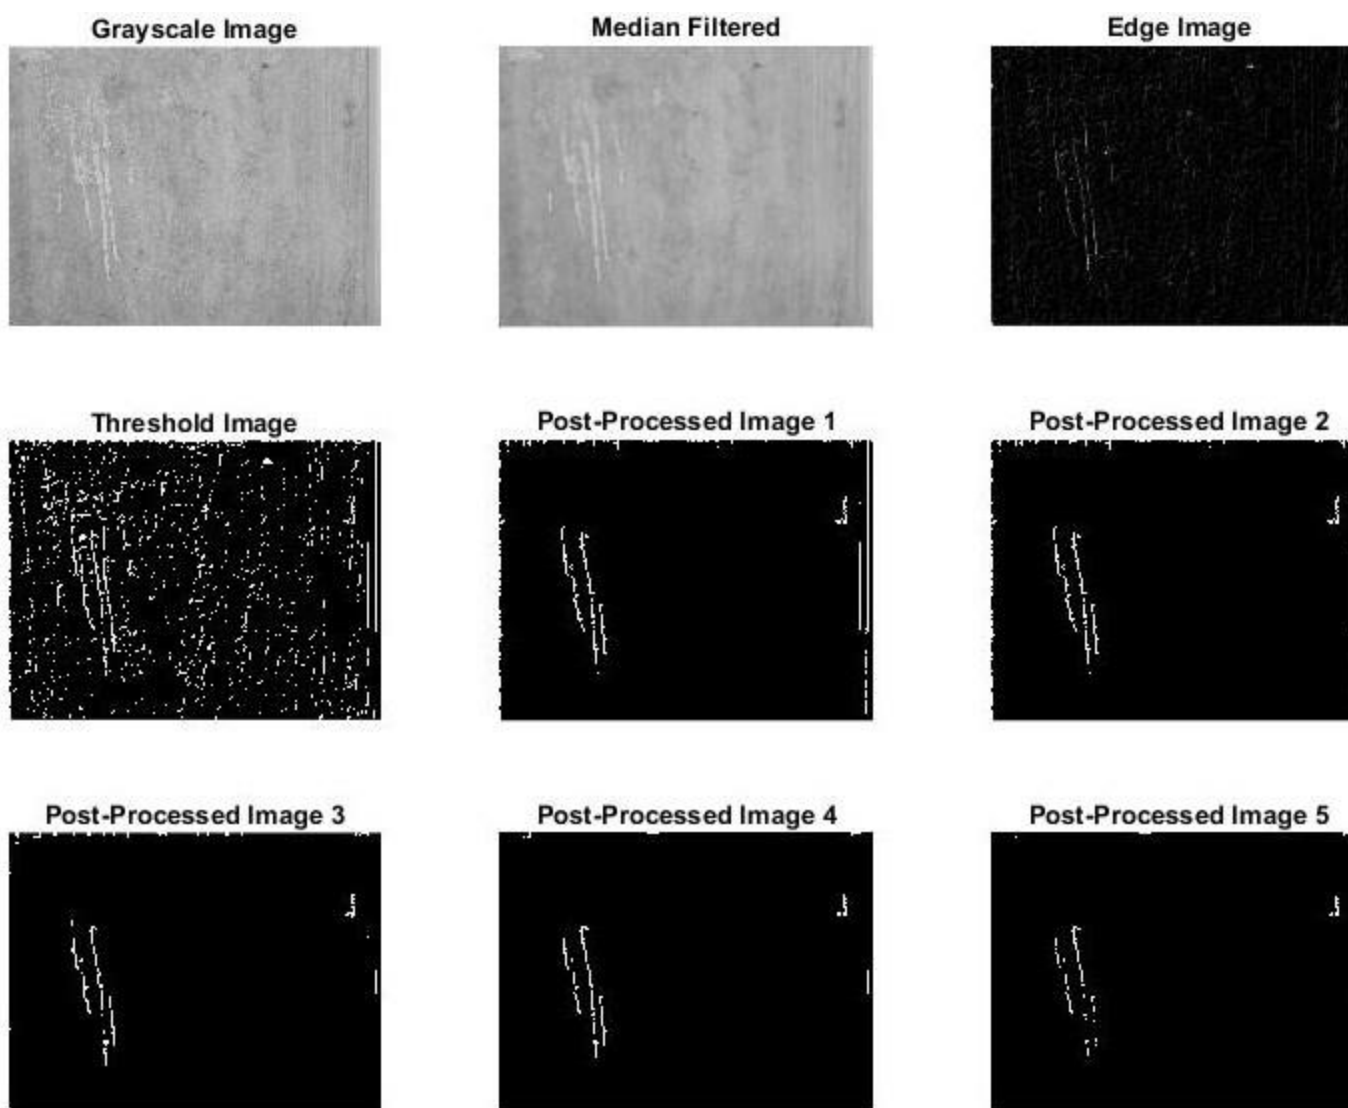 Grayscale Image
Median Filtered
Edge Image
Threshold Image
Post-Processed Image 1
Post-Processed Image 2
Post-Processed Image 3
Post-Processed Image 4
Post-Processed Image 5